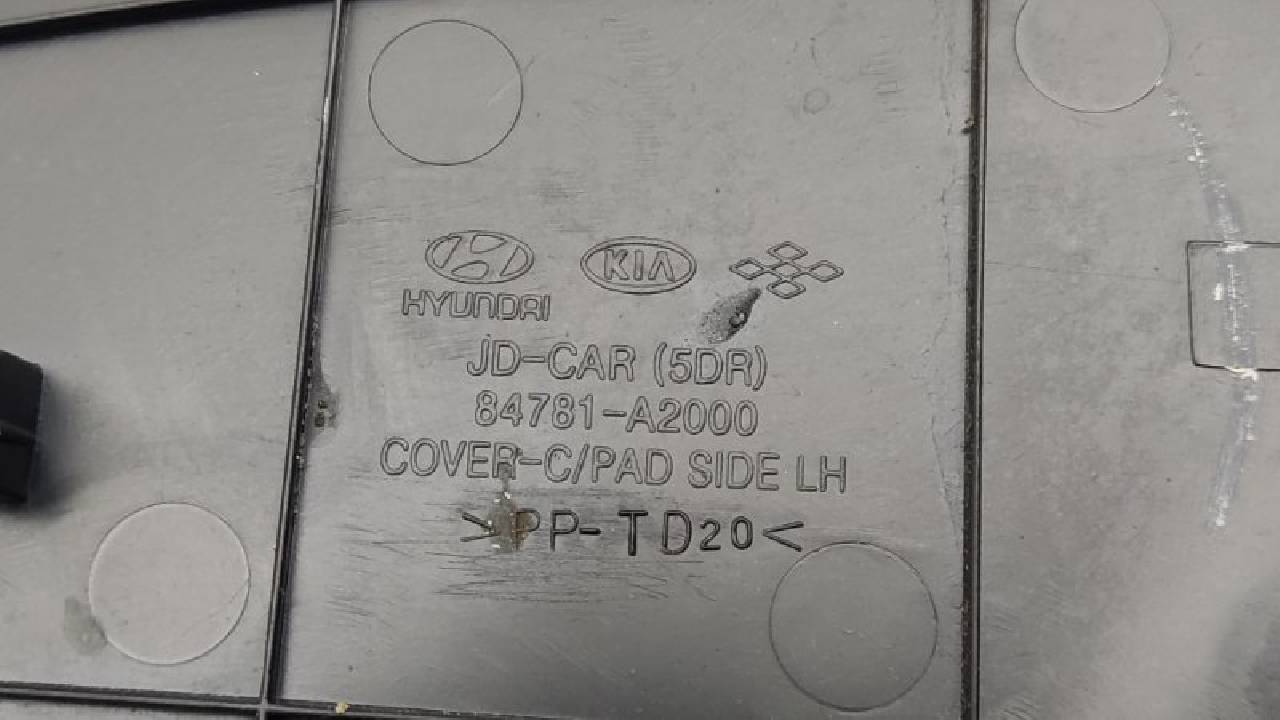 KIA
HYUNDAI
JD-CAR (5DR)
84781-A2000
COVER-C/PAD SIDE LH
>PP-TD20<